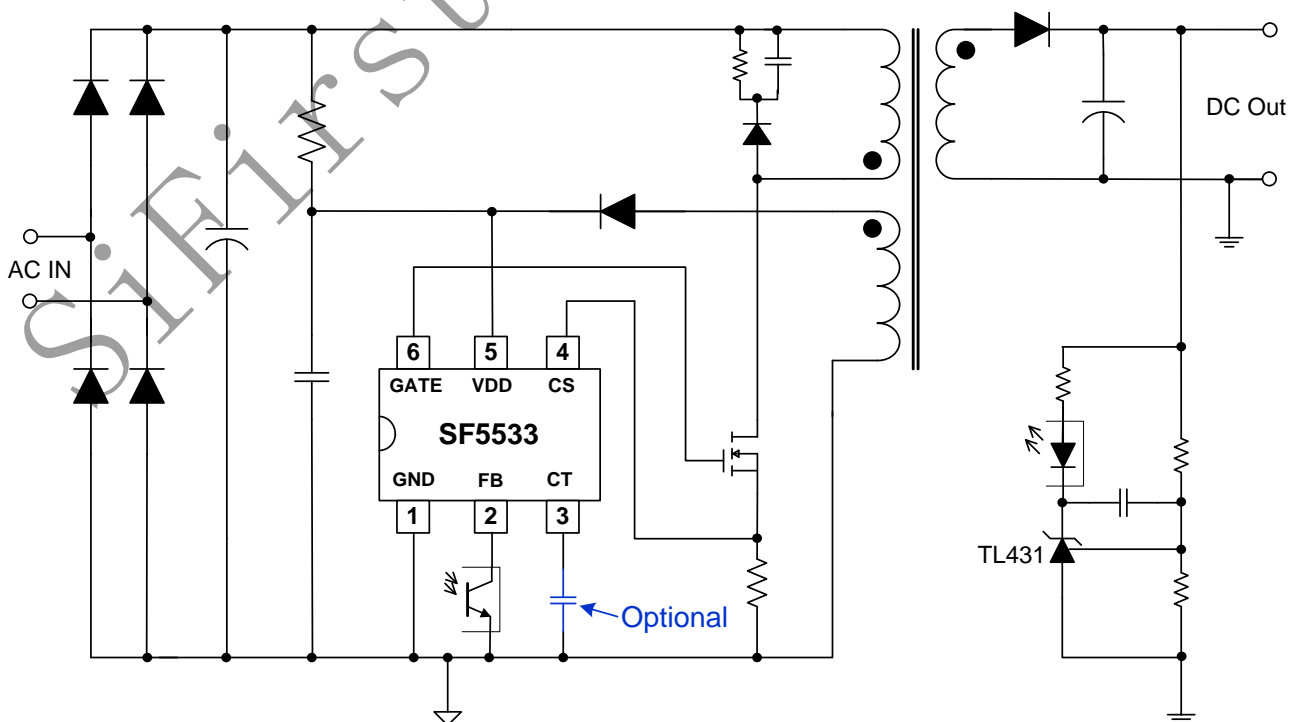 SiFirst
DC Out
AC IN
6 5 4
GATE VDD CS
SF5533
GND FB CT
1 2 3
TL431
Optional